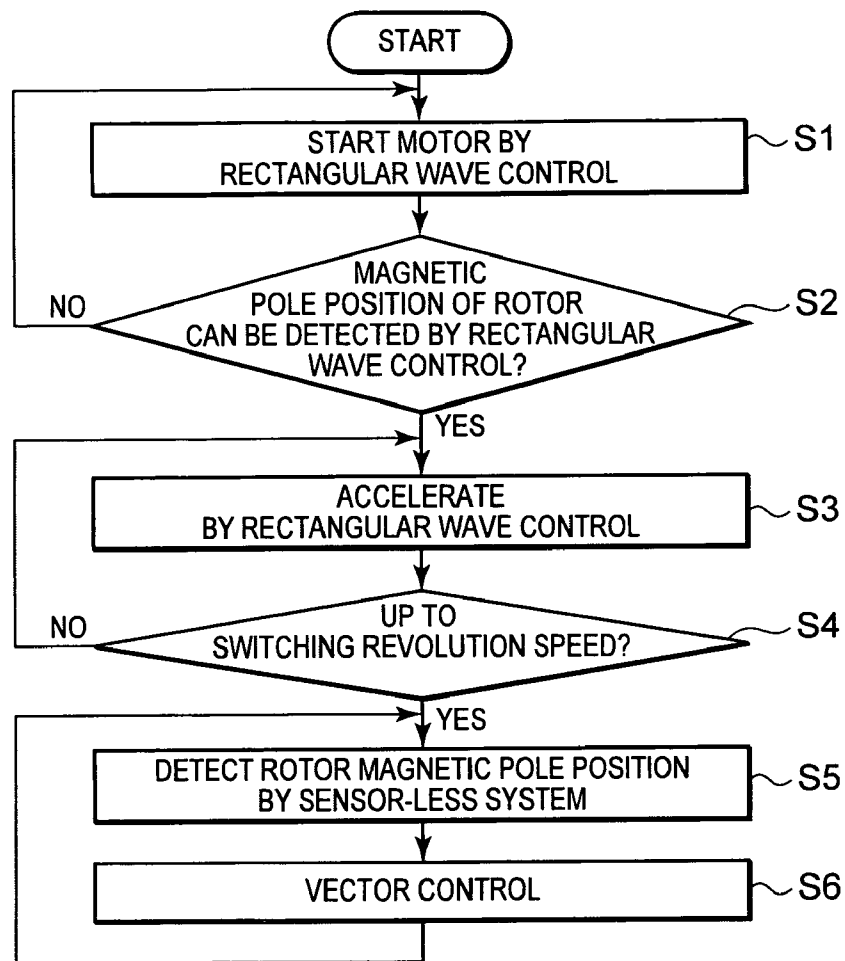 START
START MOTOR BY
RECTANGULAR WAVE CONTROL
S1
MAGNETIC
POLE POSITION OF ROTOR
CAN BE DETECTED BY RECTANGULAR
WAVE CONTROL?
S2
NO
YES
ACCELERATE
BY RECTANGULAR WAVE CONTROL
S3
UP TO
SWITCHING REVOLUTION SPEED?
S4
NO
YES
DETECT ROTOR MAGNETIC POLE POSITION
BY SENSOR-LESS SYSTEM
S5
VECTOR CONTROL
S6